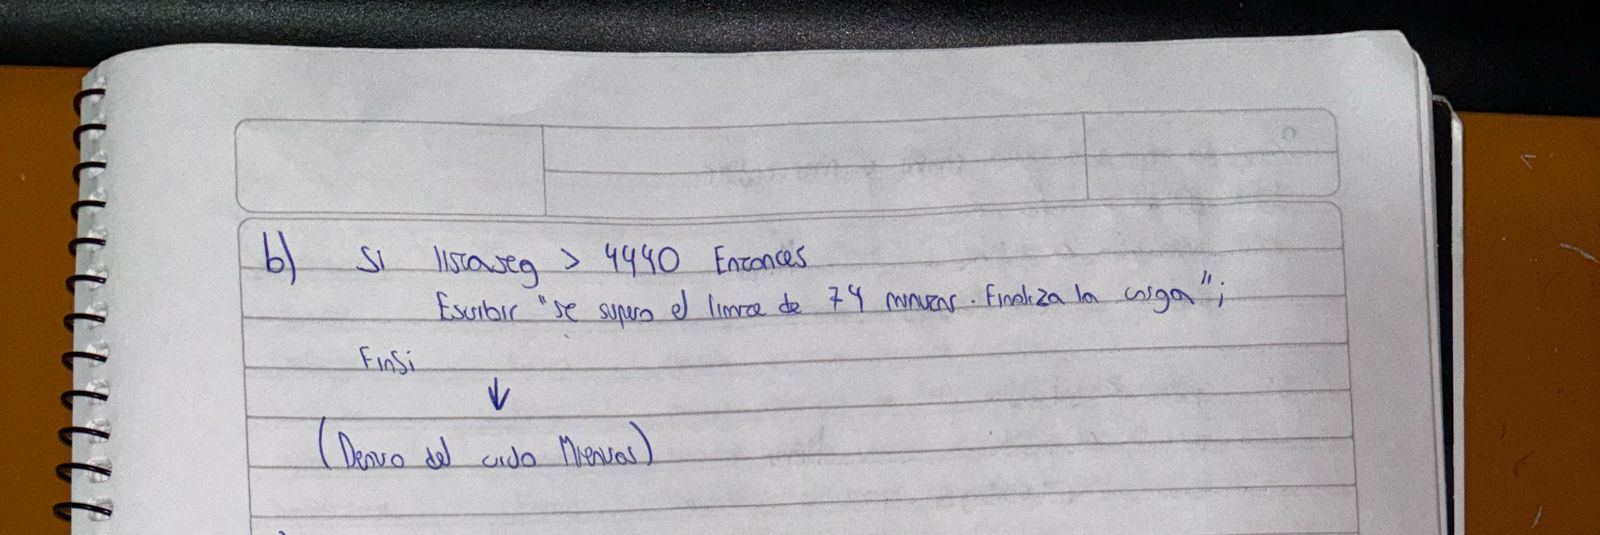 b) Si listaseg > 4440 Entonces
Escribir "se supero el limite de 74 minutos. Finaliza la carga";
FinSi
↓
(Dentro del ciclo Mientras)